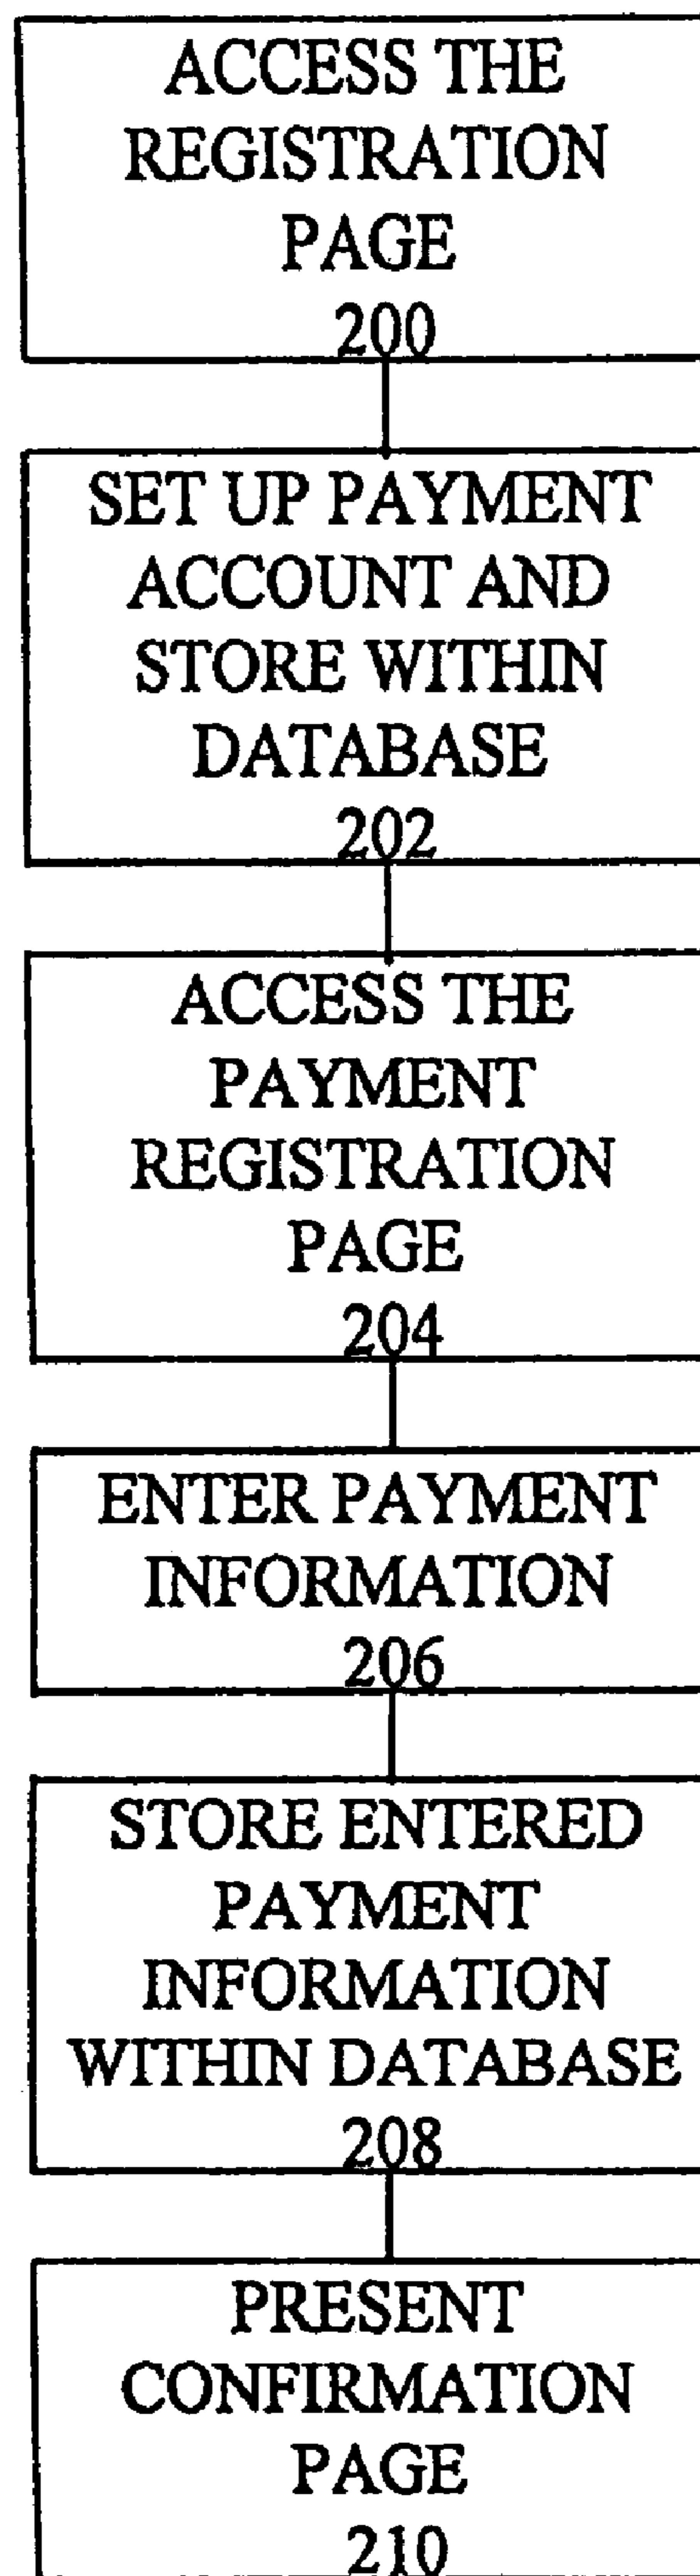 ACCESS THE
REGISTRATION
PAGE
200
SET UP PAYMENT
ACCOUNT AND
STORE WITHIN
DATABASE
202
ACCESS THE
PAYMENT
REGISTRATION
PAGE
204
ENTER PAYMENT
INFORMATION
206
STORE ENTERED
PAYMENT
INFORMATION
WITHIN DATABASE
208
PRESENT
CONFIRMATION
PAGE
210